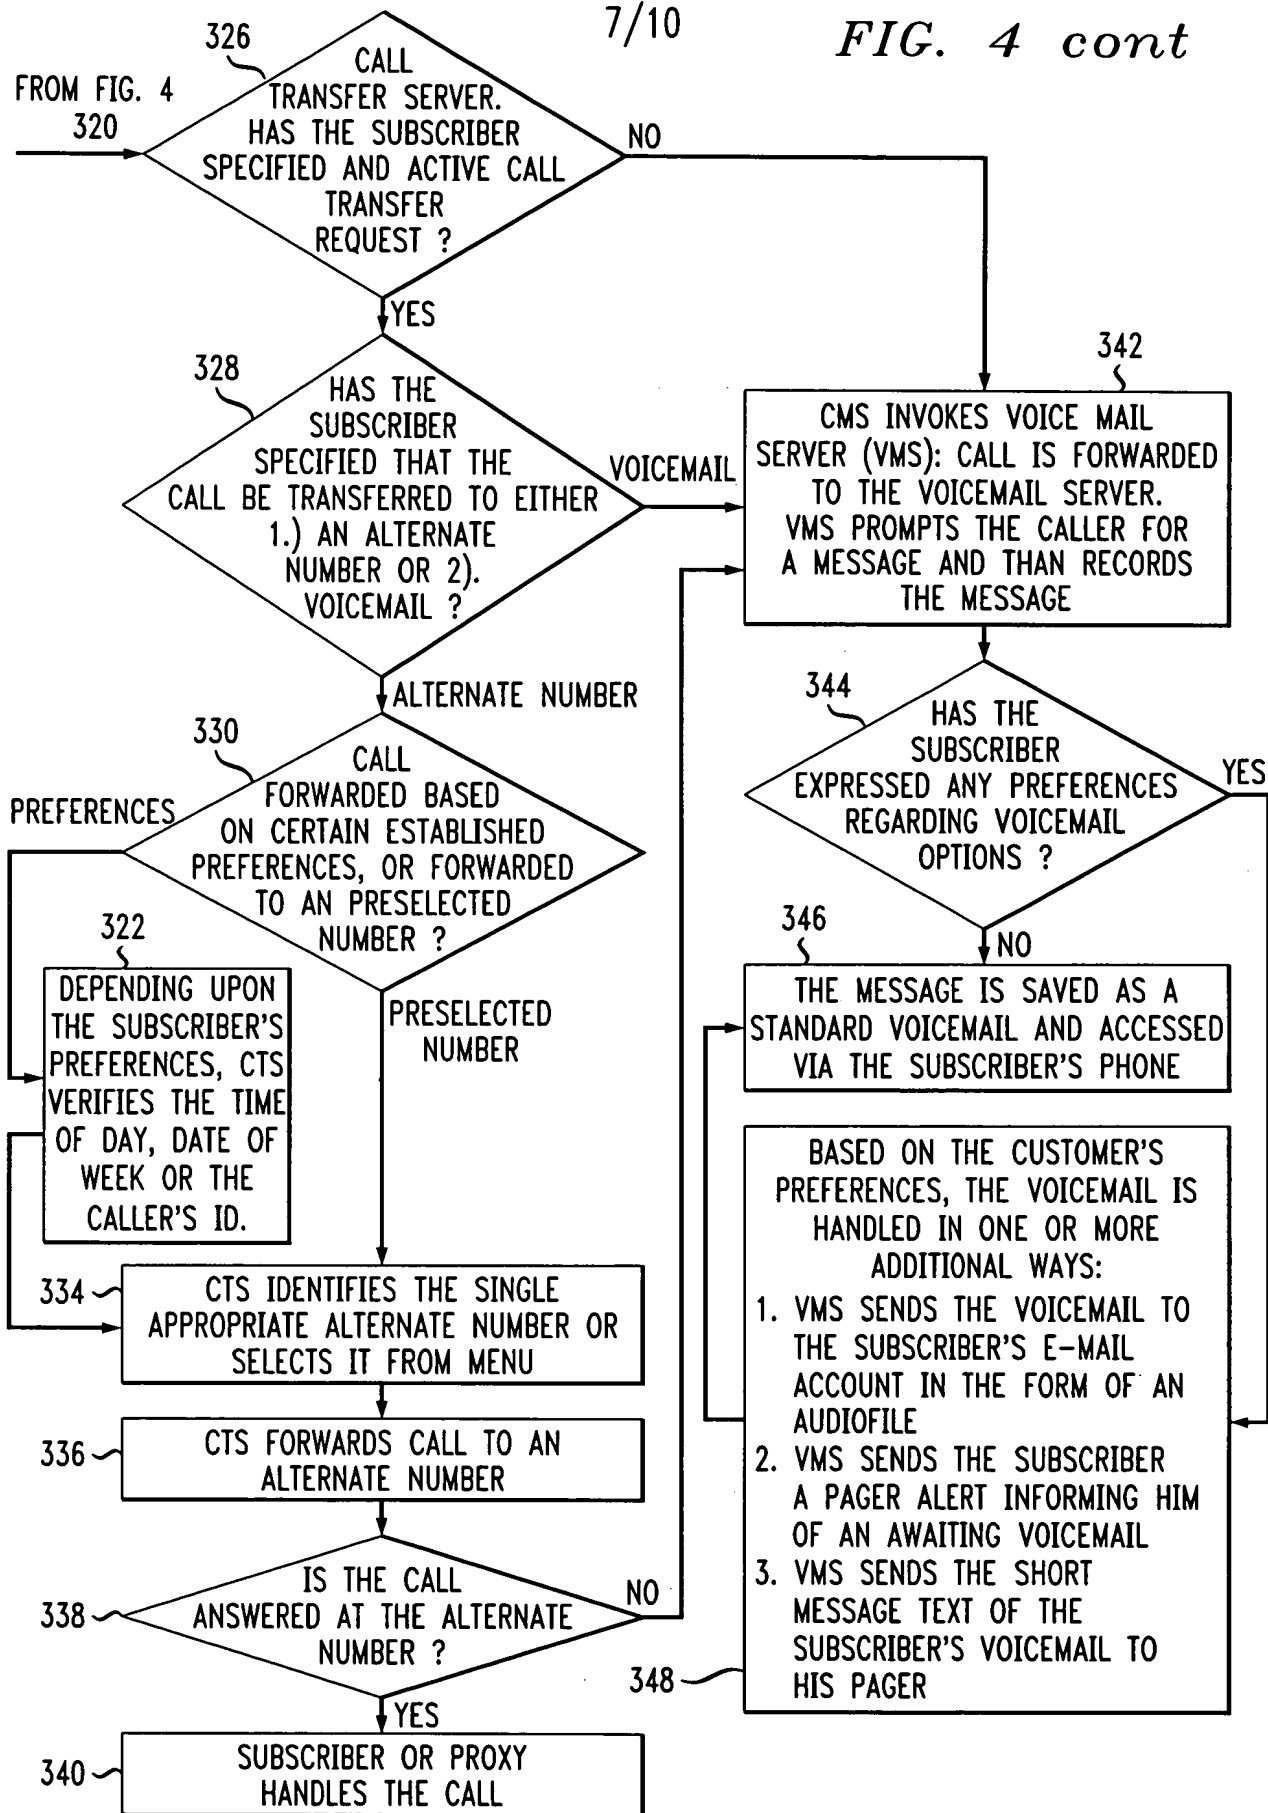 7/10
FIG. 4 cont
FROM FIG. 4
320
326
CALL
TRANSFER SERVER.
HAS THE SUBSCRIBER
SPECIFIED AND ACTIVE CALL
TRANSFER
REQUEST ?
NO
YES
328
HAS THE
SUBSCRIBER
SPECIFIED THAT THE
CALL BE TRANSFERRED TO EITHER
1.) AN ALTERNATE
NUMBER OR 2).
VOICEMAIL ?
VOICEMAIL
ALTERNATE NUMBER
330
CALL
FORWARDED BASED
ON CERTAIN ESTABLISHED
PREFERENCES, OR FORWARDED
TO AN PRESELECTED
NUMBER ?
PREFERENCES
322
DEPENDING UPON
THE SUBSCRIBER'S
PREFERENCES, CTS
VERIFIES THE TIME
OF DAY, DATE OF
WEEK OR THE
CALLER'S ID.
PRESELECTED
NUMBER
334
CTS IDENTIFIES THE SINGLE
APPROPRIATE ALTERNATE NUMBER OR
SELECTS IT FROM MENU
336
CTS FORWARDS CALL TO AN
ALTERNATE NUMBER
338
IS THE CALL
ANSWERED AT THE ALTERNATE
NUMBER ?
NO
YES
340
SUBSCRIBER OR PROXY
HANDLES THE CALL
342
CMS INVOKES VOICE MAIL
SERVER (VMS): CALL IS FORWARDED
TO THE VOICEMAIL SERVER.
VMS PROMPTS THE CALLER FOR
A MESSAGE AND THAN RECORDS
THE MESSAGE
344
HAS THE
SUBSCRIBER
EXPRESSED ANY PREFERENCES
REGARDING VOICEMAIL
OPTIONS ?
YES
NO
346
THE MESSAGE IS SAVED AS A
STANDARD VOICEMAIL AND ACCESSED
VIA THE SUBSCRIBER'S PHONE
348
BASED ON THE CUSTOMER'S
PREFERENCES, THE VOICEMAIL IS
HANDLED IN ONE OR MORE
ADDITIONAL WAYS:
1. VMS SENDS THE VOICEMAIL TO
THE SUBSCRIBER'S E-MAIL
ACCOUNT IN THE FORM OF AN
AUDIOFILE
2. VMS SENDS THE SUBSCRIBER
A PAGER ALERT INFORMING HIM
OF AN AWAITING VOICEMAIL
3. VMS SENDS THE SHORT
MESSAGE TEXT OF THE
SUBSCRIBER'S VOICEMAIL TO
HIS PAGER